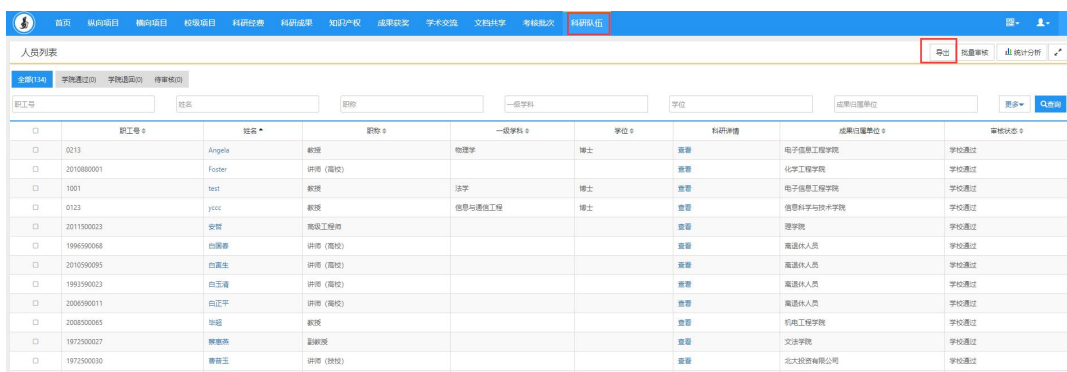 首页 纵向项目 横向项目 校级项目 科研经费 科研成果 知识产权 成果获奖 学术交流 文档共享 考核批次 科研队伍
人员列表 导出 批量审核 统计分析
全部(134) 学院通过(0) 学院退回(0) 待审核(0)
职工号 姓名 职称 一级学科 学位 成果归属单位 更多 查询
职工号 姓名 职称 一级学科 学位 科研详情 成果归属单位 审核状态
0213 Angela 教授 物理学 博士 查看 电子信息工程学院 学校通过
2010880001 Foster 讲师（高校） 查看 化学工程学院 学校通过
1001 test 教授 法学 博士 查看 电子信息工程学院 学校通过
0123 yccc 教授 信息与通信工程 博士 查看 信息科学与技术学院 学校通过
2011500023 安哲 高级工程师 查看 理学院 学校通过
1996590068 白国春 讲师（高校） 查看 离退休人员 学校通过
2010590095 白富生 讲师（高校） 查看 离退休人员 学校通过
1993590023 白玉清 讲师（高校） 查看 离退休人员 学校通过
2006590011 白正平 讲师（高校） 查看 离退休人员 学校通过
2008500065 教授 查看 机电工程学院 学校通过
1972500027 蔡惠燕 副教授 查看 文法学院 学校通过
1972500030 讲师（技校） 查看 北大投资有限公司 学校通过